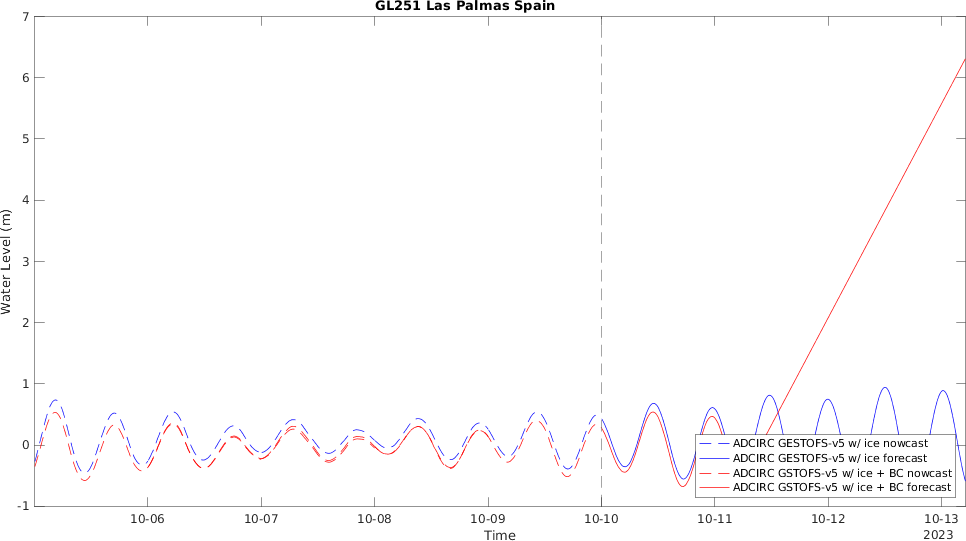 GL251 Las Palmas Spain
7
6
5
4
3
2
1
0
-1
Water Level (m)
ADCIRC GESTOFS-v5 w/ ice nowcast
ADCIRC GESTOFS-v5 w/ ice forecast
ADCIRC GSTOFS-v5 w/ ice + BC nowcast
ADCIRC GSTOFS-v5 w/ ice + BC forecast
10-06 10-07 10-08 10-09 10-10 10-11 10-12 10-13
Time 2023